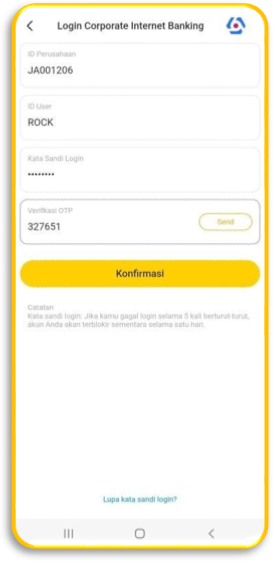 Login Corporate Internet Banking
ID Perusahaan
JA001206
ID User
ROCK
Kata Sandi Login
••••••••
Verifikasi OTP
327651
Send
Konfirmasi
Catatan
Kata sandi login: Jika kamu gagal login selama 5 kali berturut-turut,
akun Anda akan terblokir sementara selama satu hari.
Lupa kata sandi login?